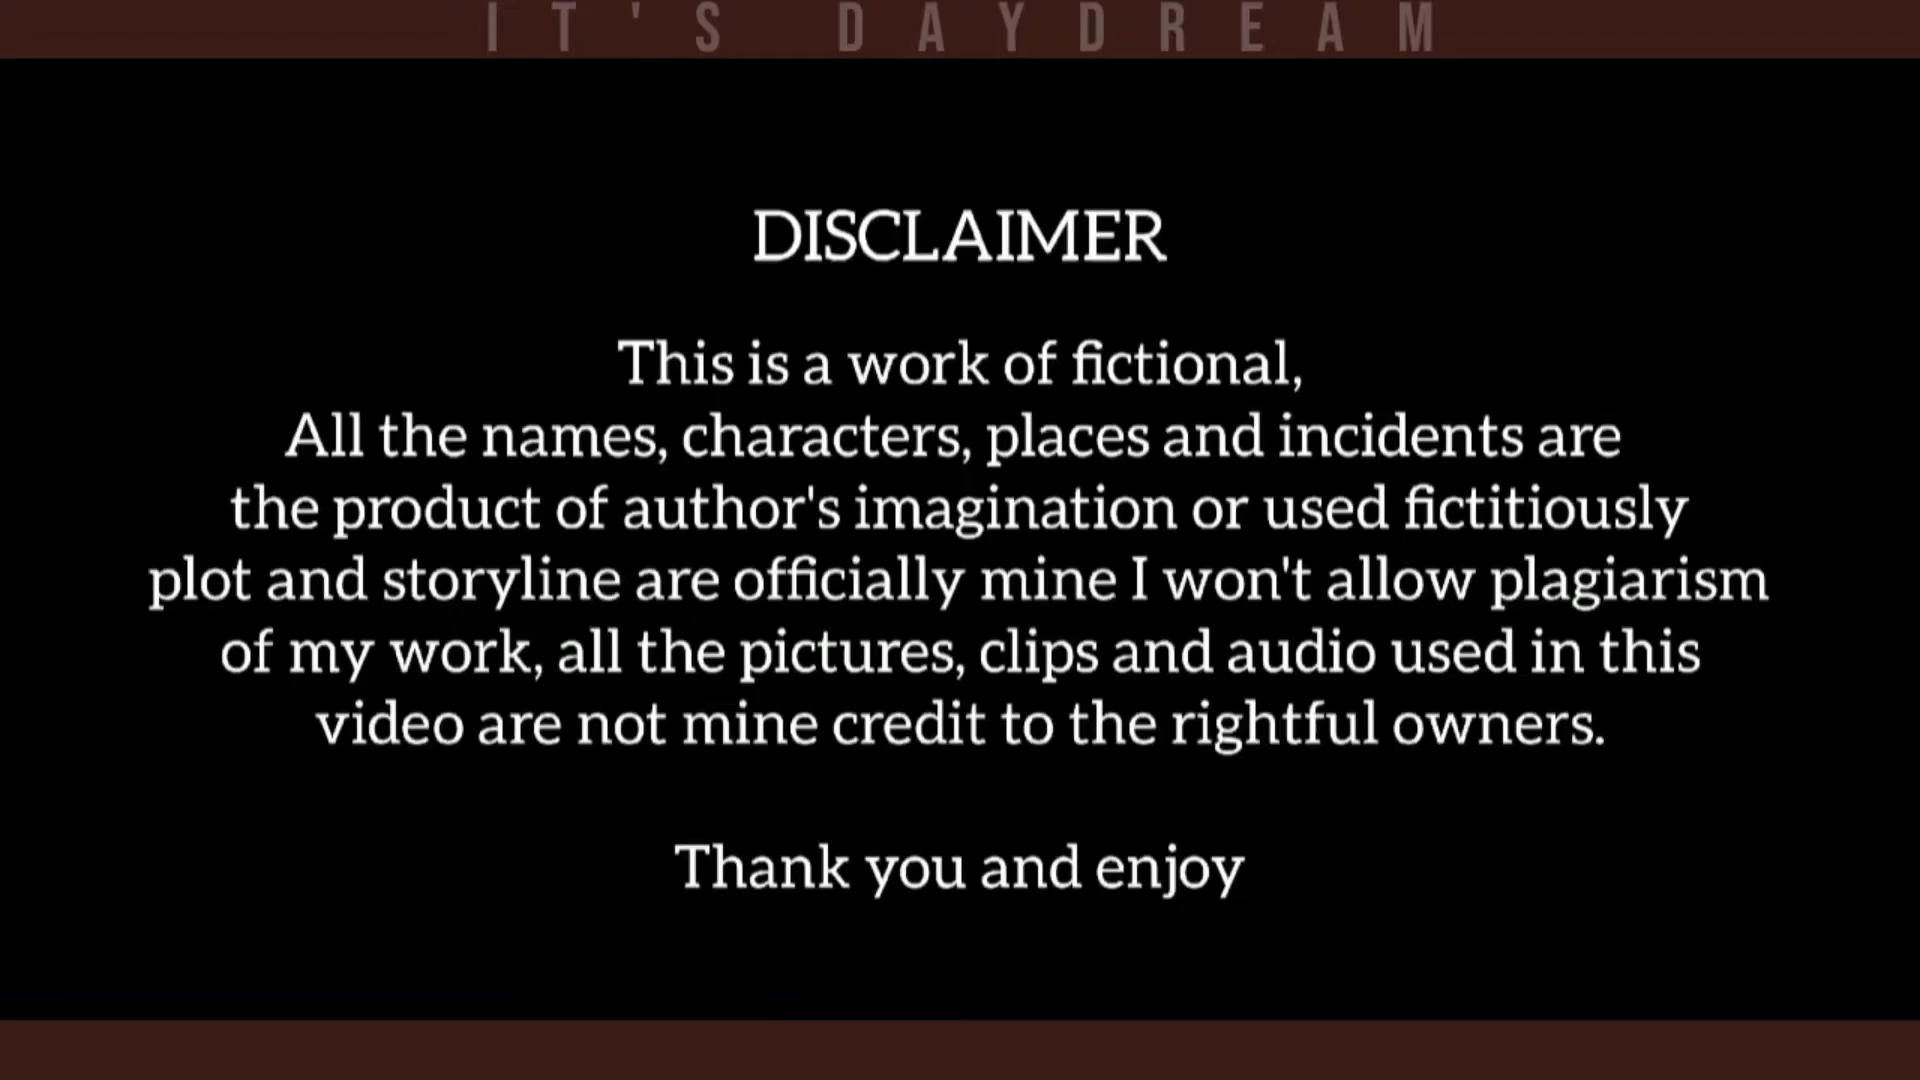 IT'S DAYDREAM
DISCLAIMER
This is a work of fictional,
All the names, characters, places and incidents are
the product of author's imagination or used fictitiously
plot and storyline are officially mine I won't allow plagiarism
of my work, all the pictures, clips and audio used in this
video are not mine credit to the rightful owners.
Thank you and enjoy